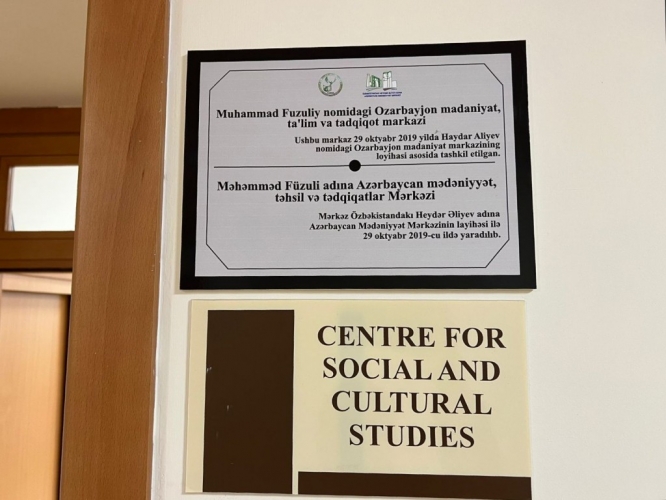 Muhammad Fuzuliy nomidagi Ozarbayjon madaniyat,
ta'lim va tadqiqot markazi
Ushbu markaz 29 oktyabr 2019 yilda Haydar Aliyev
nomidagi Ozarbayjon madaniyat markazining
loyihasi asosida tashkil etilgan.
Məhəmməd Füzuli adına Azərbaycan mədəniyyət,
təhsil və tədqiqatlar Mərkəzi
Mərkəz Özbəkistandakı Heydər Əliyev adına
Azərbaycan Mədəniyyət Mərkəzinin layihəsi ilə
29 oktyabr 2019-cu ildə yaradılıb.
CENTRE FOR
SOCIAL AND
CULTURAL
STUDIES